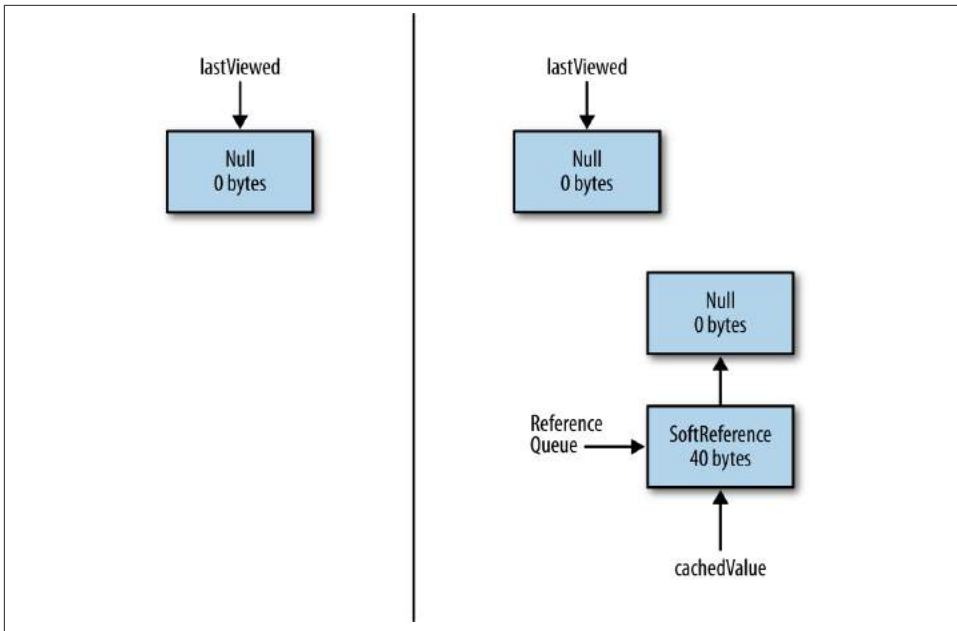 lastViewed
Null
0 bytes
lastViewed
Null
0 bytes
Null
0 bytes
Reference
Queue
SoftReference
40 bytes
cachedValue